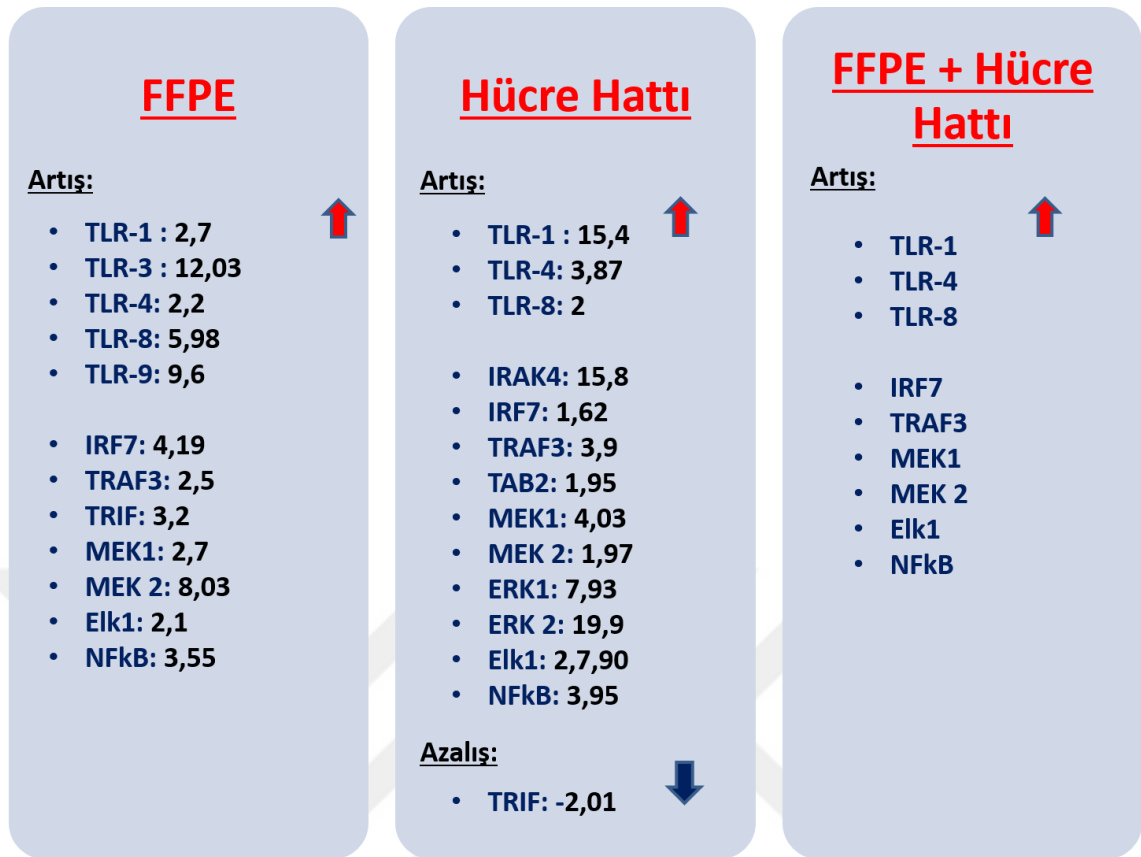 FFPE
Artış:
• TLR-1 : 2,7
• TLR-3 : 12,03
• TLR-4: 2,2
• TLR-8: 5,98
• TLR-9: 9,6
• IRF7: 4,19
• TRAF3: 2,5
• TRIF: 3,2
• MEK1: 2,7
• MEK 2: 8,03
• Elk1: 2,1
• NFkB: 3,55
Hücre Hattı
Artış:
• TLR-1 : 15,4
• TLR-4: 3,87
• TLR-8: 2
• IRAK4: 15,8
• IRF7: 1,62
• TRAF3: 3,9
• TAB2: 1,95
• MEK1: 4,03
• MEK 2: 1,97
• ERK1: 7,93
• ERK 2: 19,9
• Elk1: 2,7,90
• NFkB: 3,95
Azalış:
• TRIF: -2,01
FFPE + Hücre
Hattı
Artış:
• TLR-1
• TLR-4
• TLR-8
• IRF7
• TRAF3
• MEK1
• MEK 2
• Elk1
• NFkB